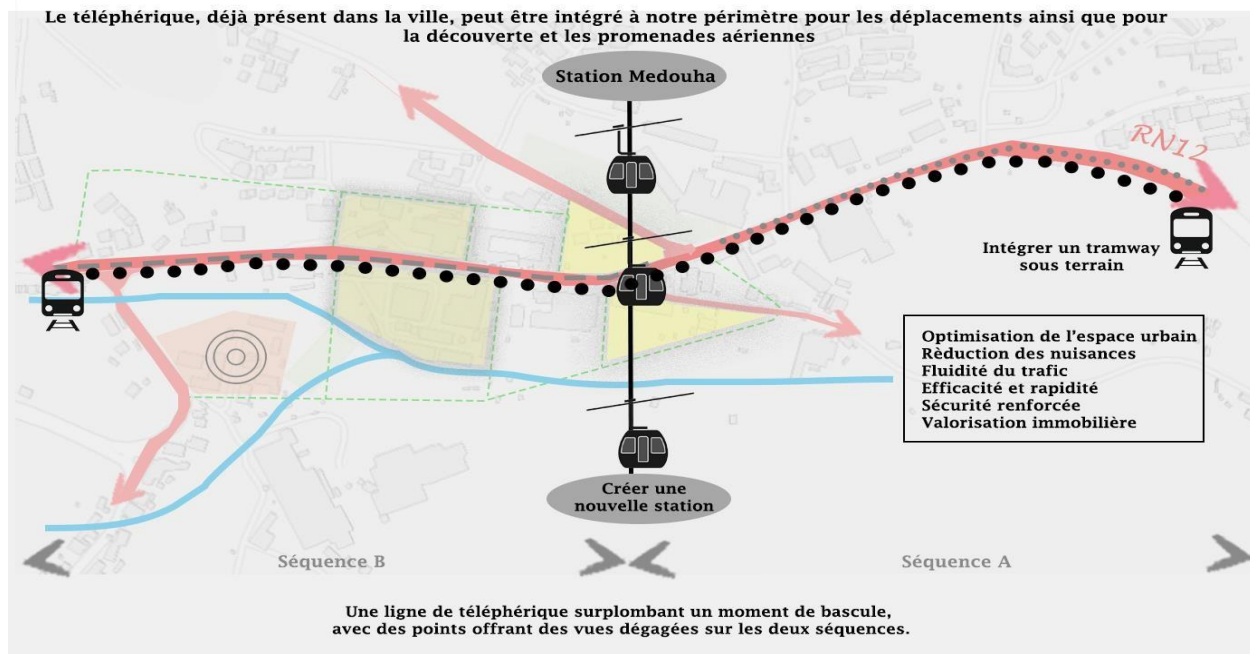 Le téléphérique, déjà présent dans la ville, peut être intégré à notre périmètre pour les déplacements ainsi que pour
la découverte et les promenades aériennes
Station Medouha
RN12
Intégrer un tramway
sous terrain
Optimisation de l'espace urbain
Rèduction des nuisances
Fluidité du trafic
Efficacité et rapidité
Sécurité renforcée
Valorisation immobilière
Créer une
nouvelle station
Séquence B
Séquence A
Une ligne de téléphérique surplombant un moment de bascule,
avec des points offrant des vues dégagées sur les deux séquences.